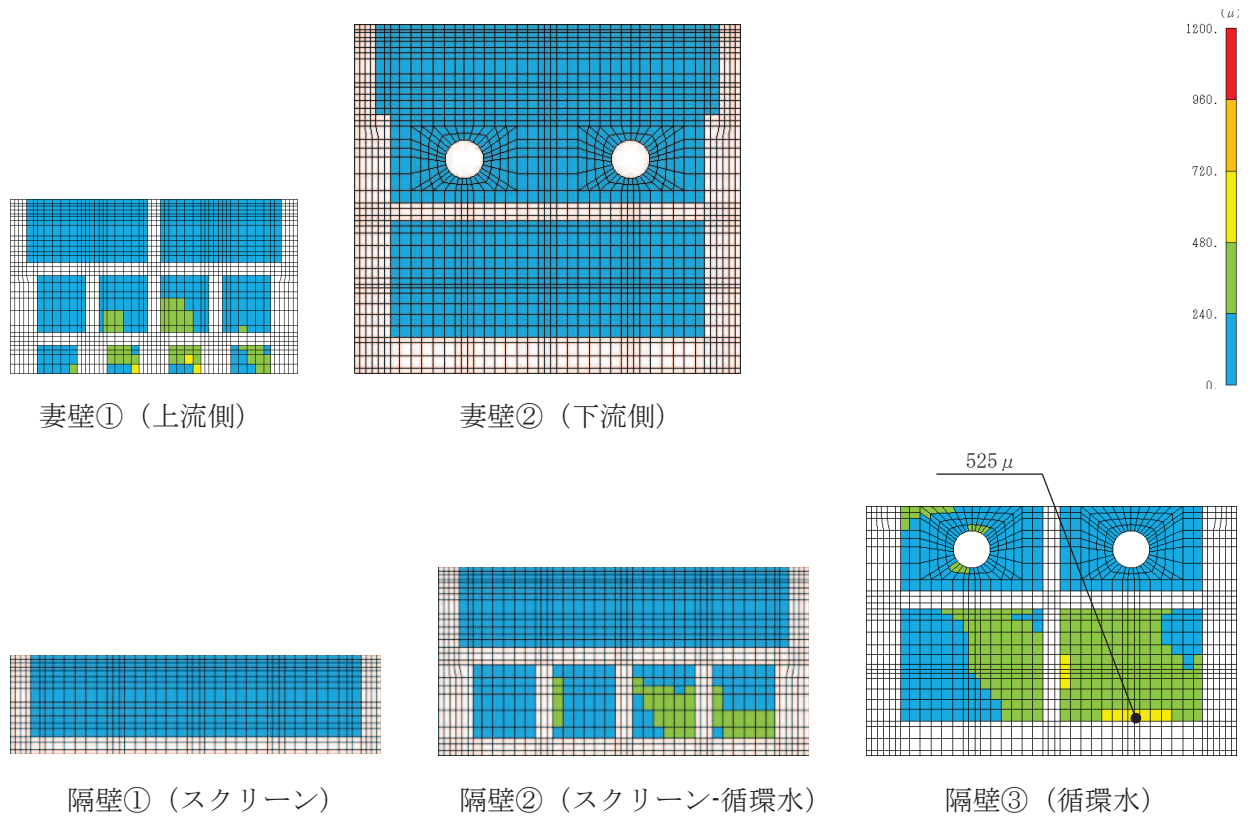 (μ)
1200.
960.
720.
480.
240.
0.
妻壁①（上流側）
妻壁②（下流側）
525μ
隔壁①（スクリーン）
隔壁②（スクリーン-循環水）
隔壁③（循環水）